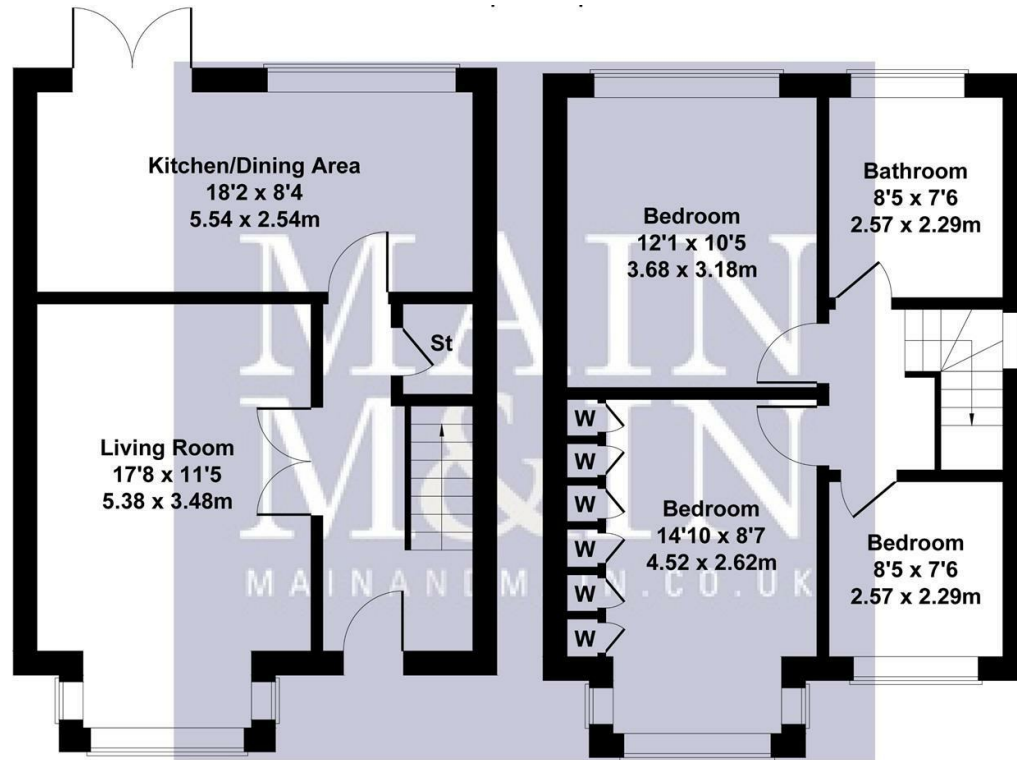 Kitchen/Dining Area
18'2 x 8'4
5.54 x 2.54m
Living Room
17'8 x 11'5
5.38 x 3.48m
St
Bedroom
12'1 x 10'5
3.68 x 3.18m
Bathroom
8'5 x 7'6
2.57 x 2.29m
W
W
W
W
W
W
Bedroom
14'10 x 8'7
4.52 x 2.62m
Bedroom
8'5 x 7'6
2.57 x 2.29m
MAIN
&MAIN
MAINANDMAIN.CO.UK